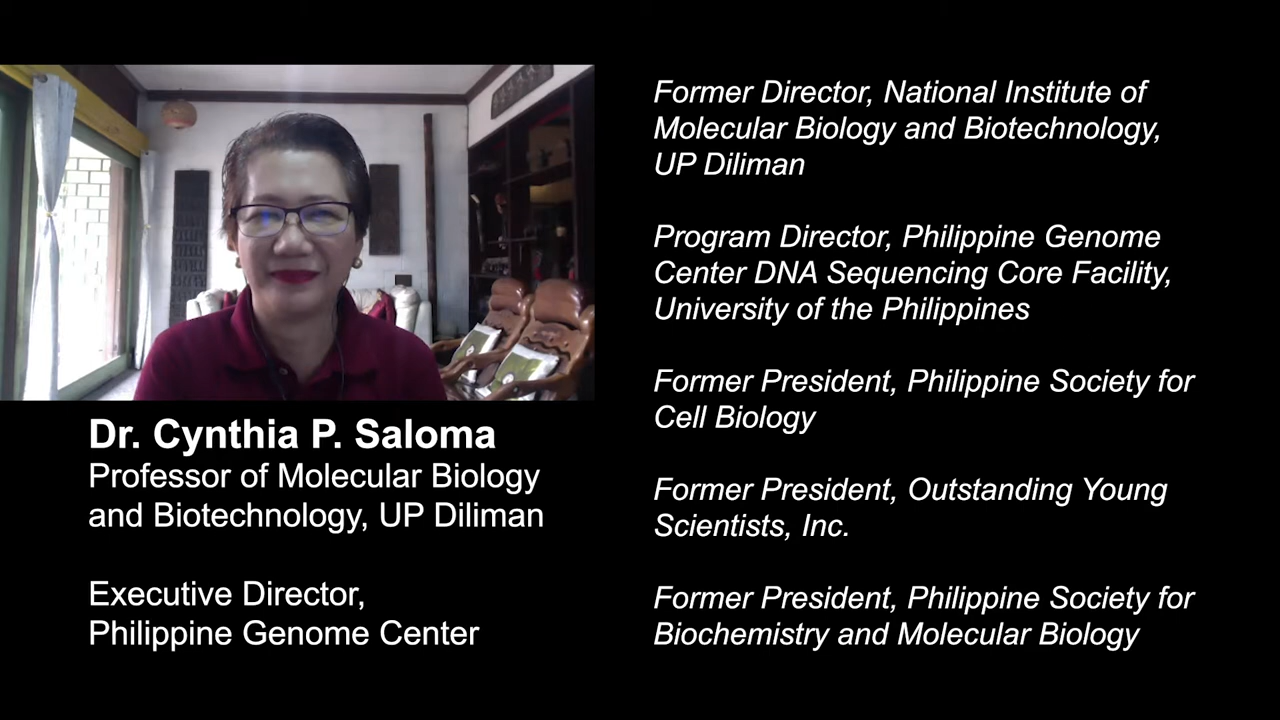 Dr. Cynthia P. Saloma
Professor of Molecular Biology
and Biotechnology, UP Diliman
Executive Director,
Philippine Genome Center
Former Director, National Institute of
Molecular Biology and Biotechnology,
UP Diliman
Program Director, Philippine Genome
Center DNA Sequencing Core Facility,
University of the Philippines
Former President, Philippine Society for
Cell Biology
Former President, Outstanding Young
Scientists, Inc.
Former President, Philippine Society for
Biochemistry and Molecular Biology